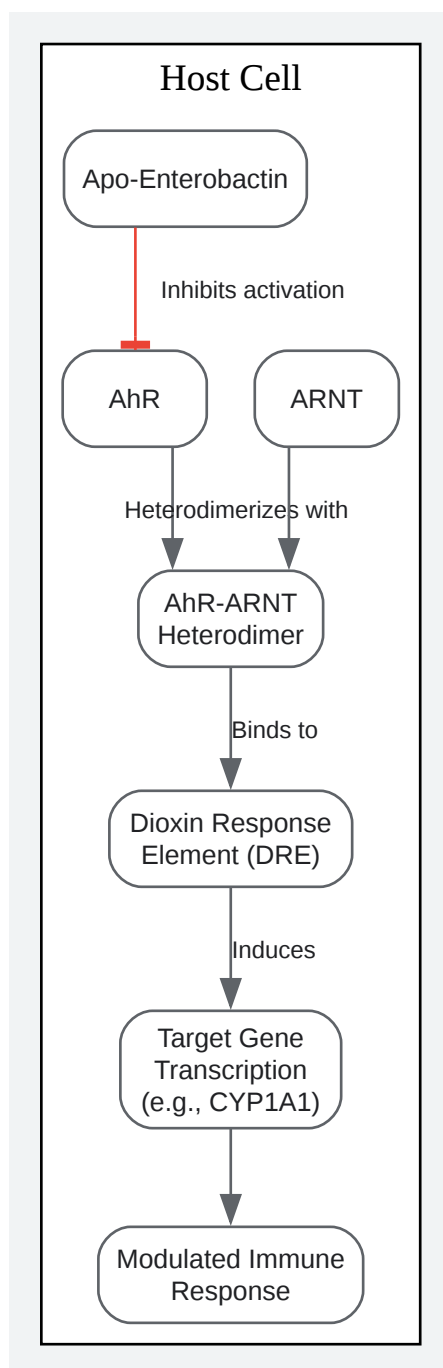 Host Cell
Apo-Enterobactin
Inhibits activation
AhR
ARNT
Heterodimerizes with
AhR-ARNT
Heterodimer
Binds to
Dioxin Response
Element (DRE)
Induces
Target Gene
Transcription
(e.g., CYP1A1)
Modulated Immune
Response